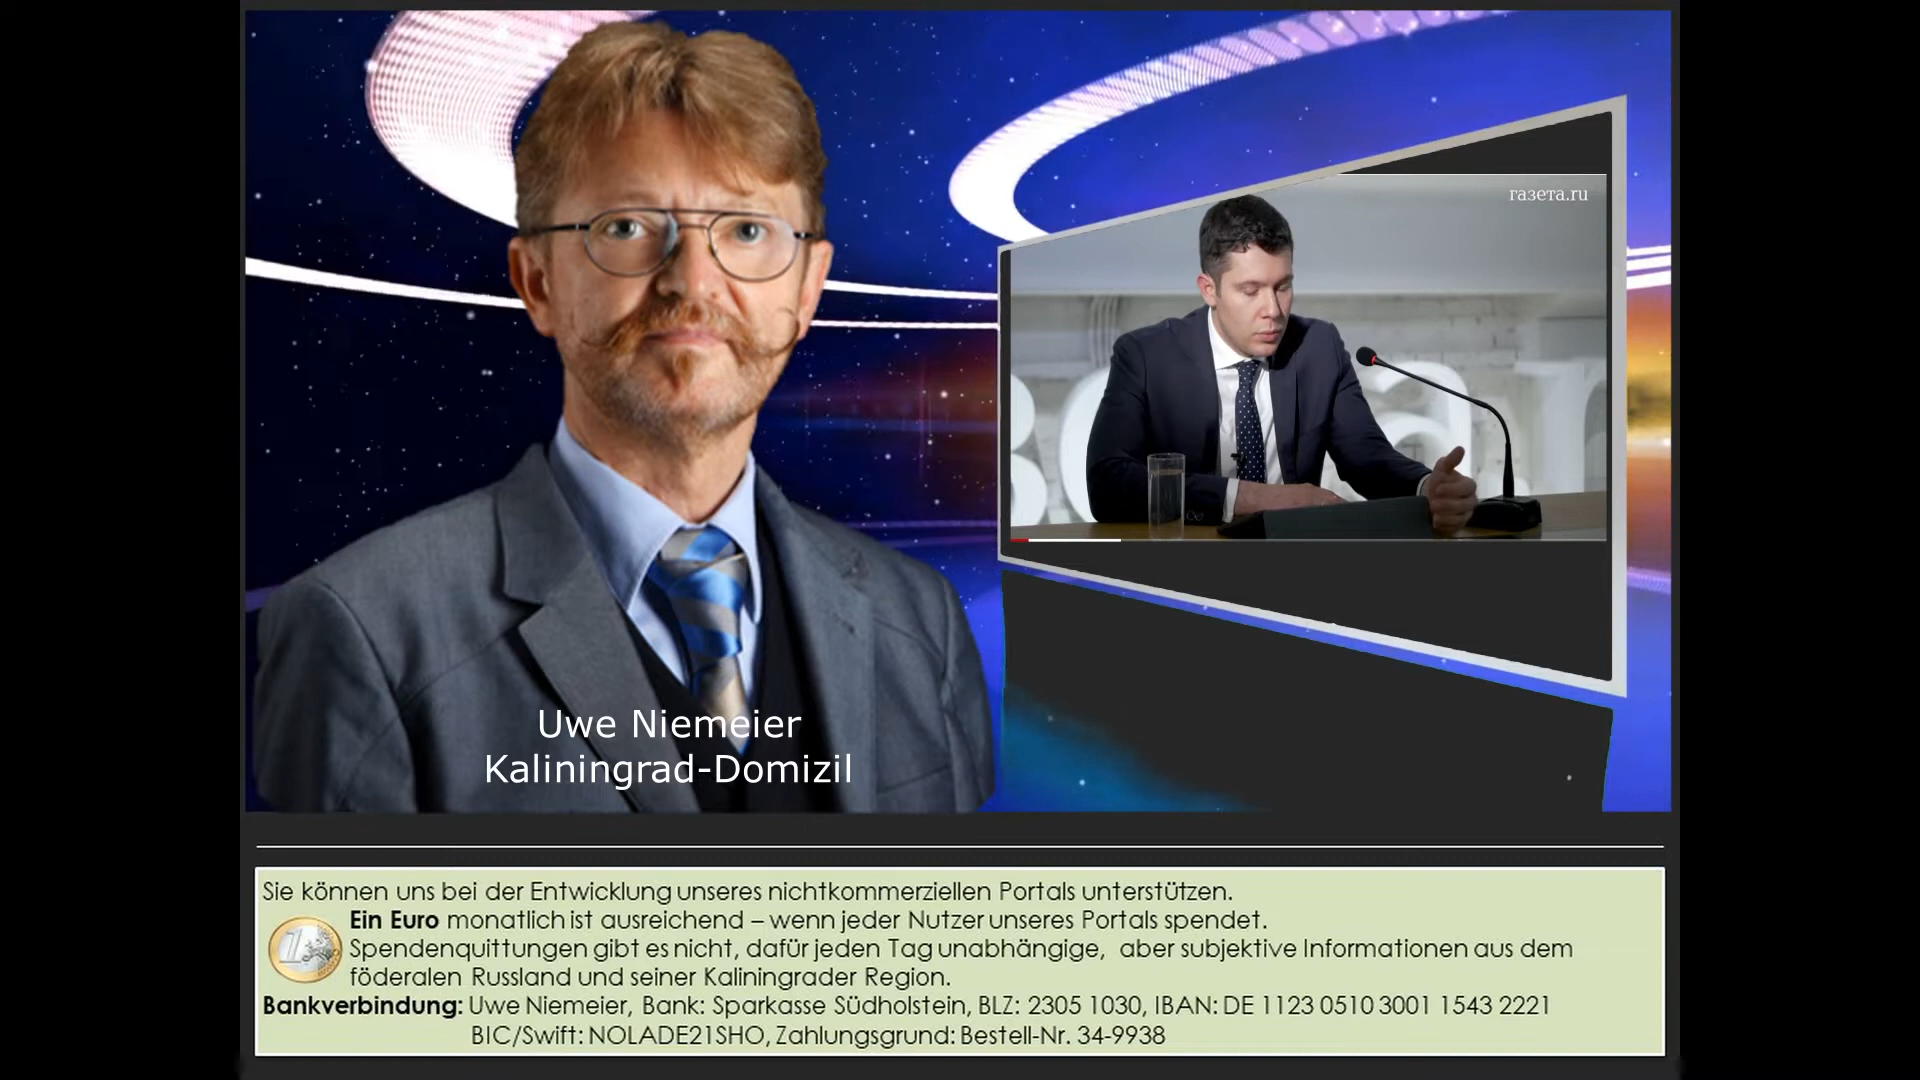 газета.ru
Uwe Niemeier
Kaliningrad-Domizil
Sie können uns bei der Entwicklung unseres nichtkommerziellen Portals unterstützen.
Ein Euro monatlich ist ausreichend – wenn jeder Nutzer unseres Portals spendet.
Spendenquittungen gibt es nicht, dafür jeden Tag unabhängige, aber subjektive Informationen aus dem
föderalen Russland und seiner Kaliningrader Region.
Bankverbindung: Uwe Niemeier, Bank: Sparkasse Südholstein, BLZ: 2305 1030, IBAN: DE 1123 0510 3001 1543 2221
BIC/Swift: NOLADE21SHO, Zahlungsgrund: Bestell-Nr. 34-9938